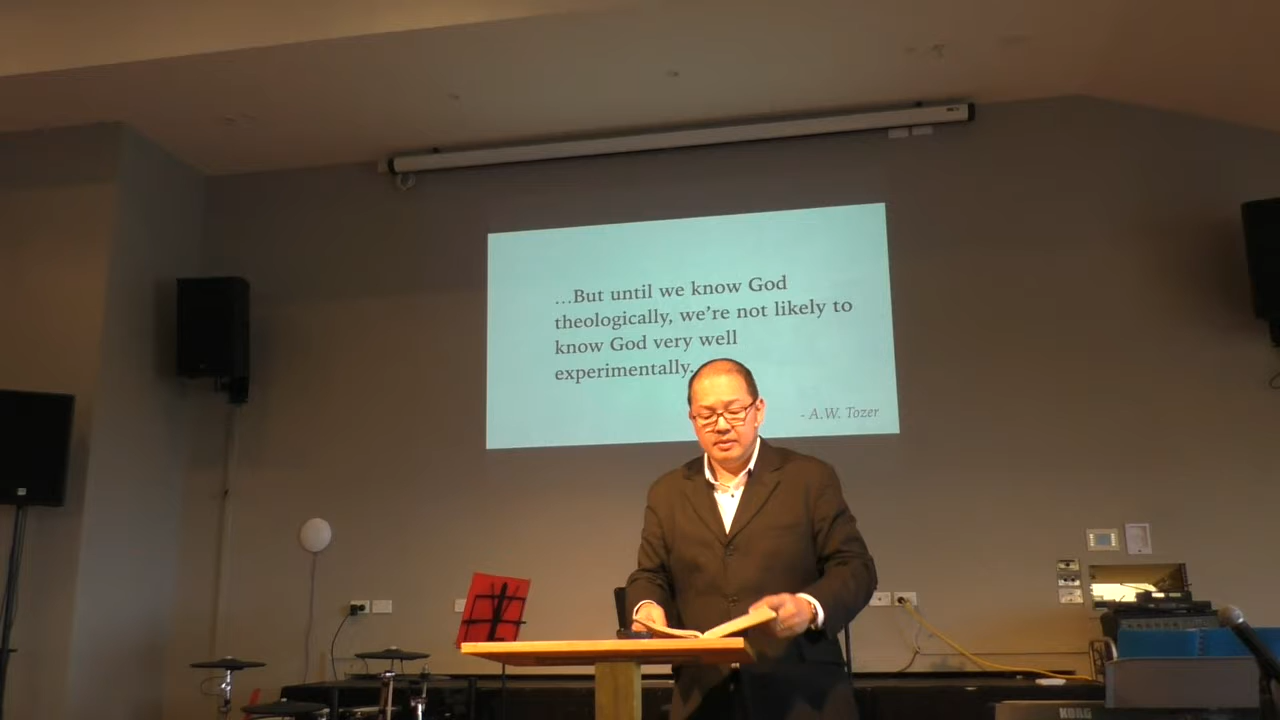 ...But until we know God
theologically, we're not likely to
know God very well
experimentally.
- A.W. Tozer
KORG